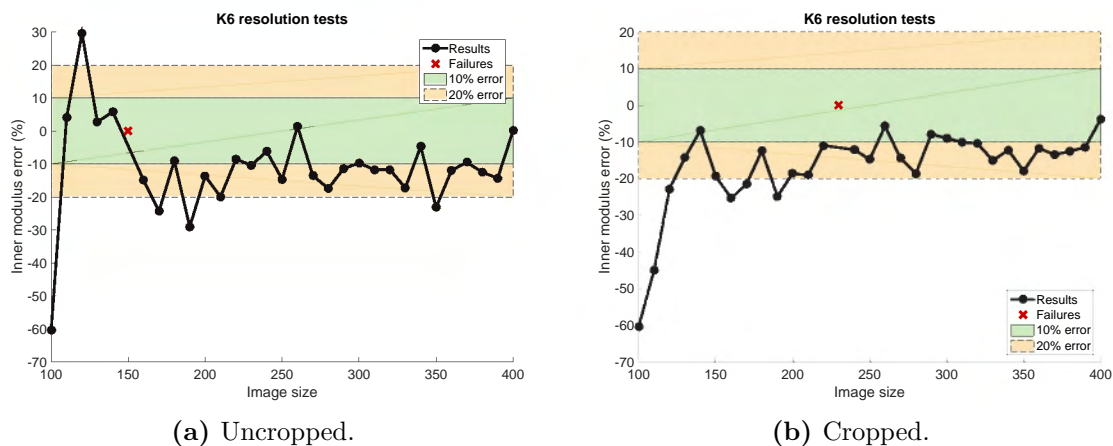 K6 resolution tests
Inner modulus error (%)
30
20
10
0
-10
-20
-30
-40
-50
-60
-70
100
150
200
250
300
350
400
Image size
Results
Failures
10% error
20% error
(a) Uncropped.
K6 resolution tests
Inner modulus error (%)
20
10
0
-10
-20
-30
-40
-50
-60
-70
100
150
200
250
300
350
400
Image size
Results
Failures
10% error
20% error
(b) Cropped.